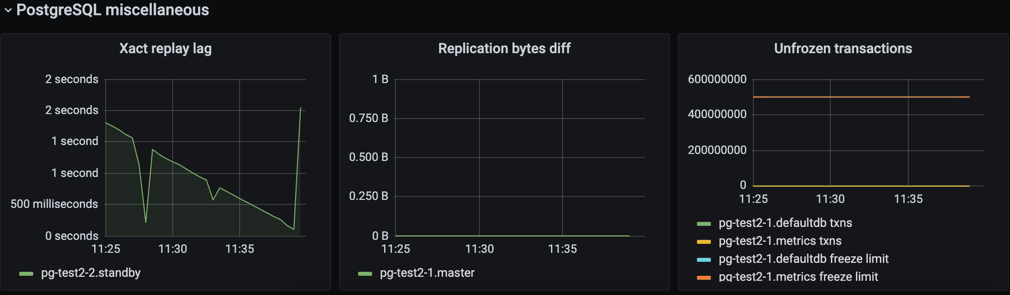 PostgreSQL miscellaneous
Xact replay lag
2 seconds
2 seconds
1 second
1 second
500 milliseconds
0 seconds
11:25 11:30 11:35
pg-test2-2.standby
Replication bytes diff
1 B
0.750 B
0.500 B
0.250 B
0 B
11:25 11:30 11:35
pg-test2-1.master
Unfrozen transactions
600000000
400000000
200000000
0
11:25 11:30 11:35
pg-test2-1.defaultdb txns
pg-test2-1.metrics txns
pg-test2-1.defaultdb freeze limit
pg-test2-1.metrics freeze limit